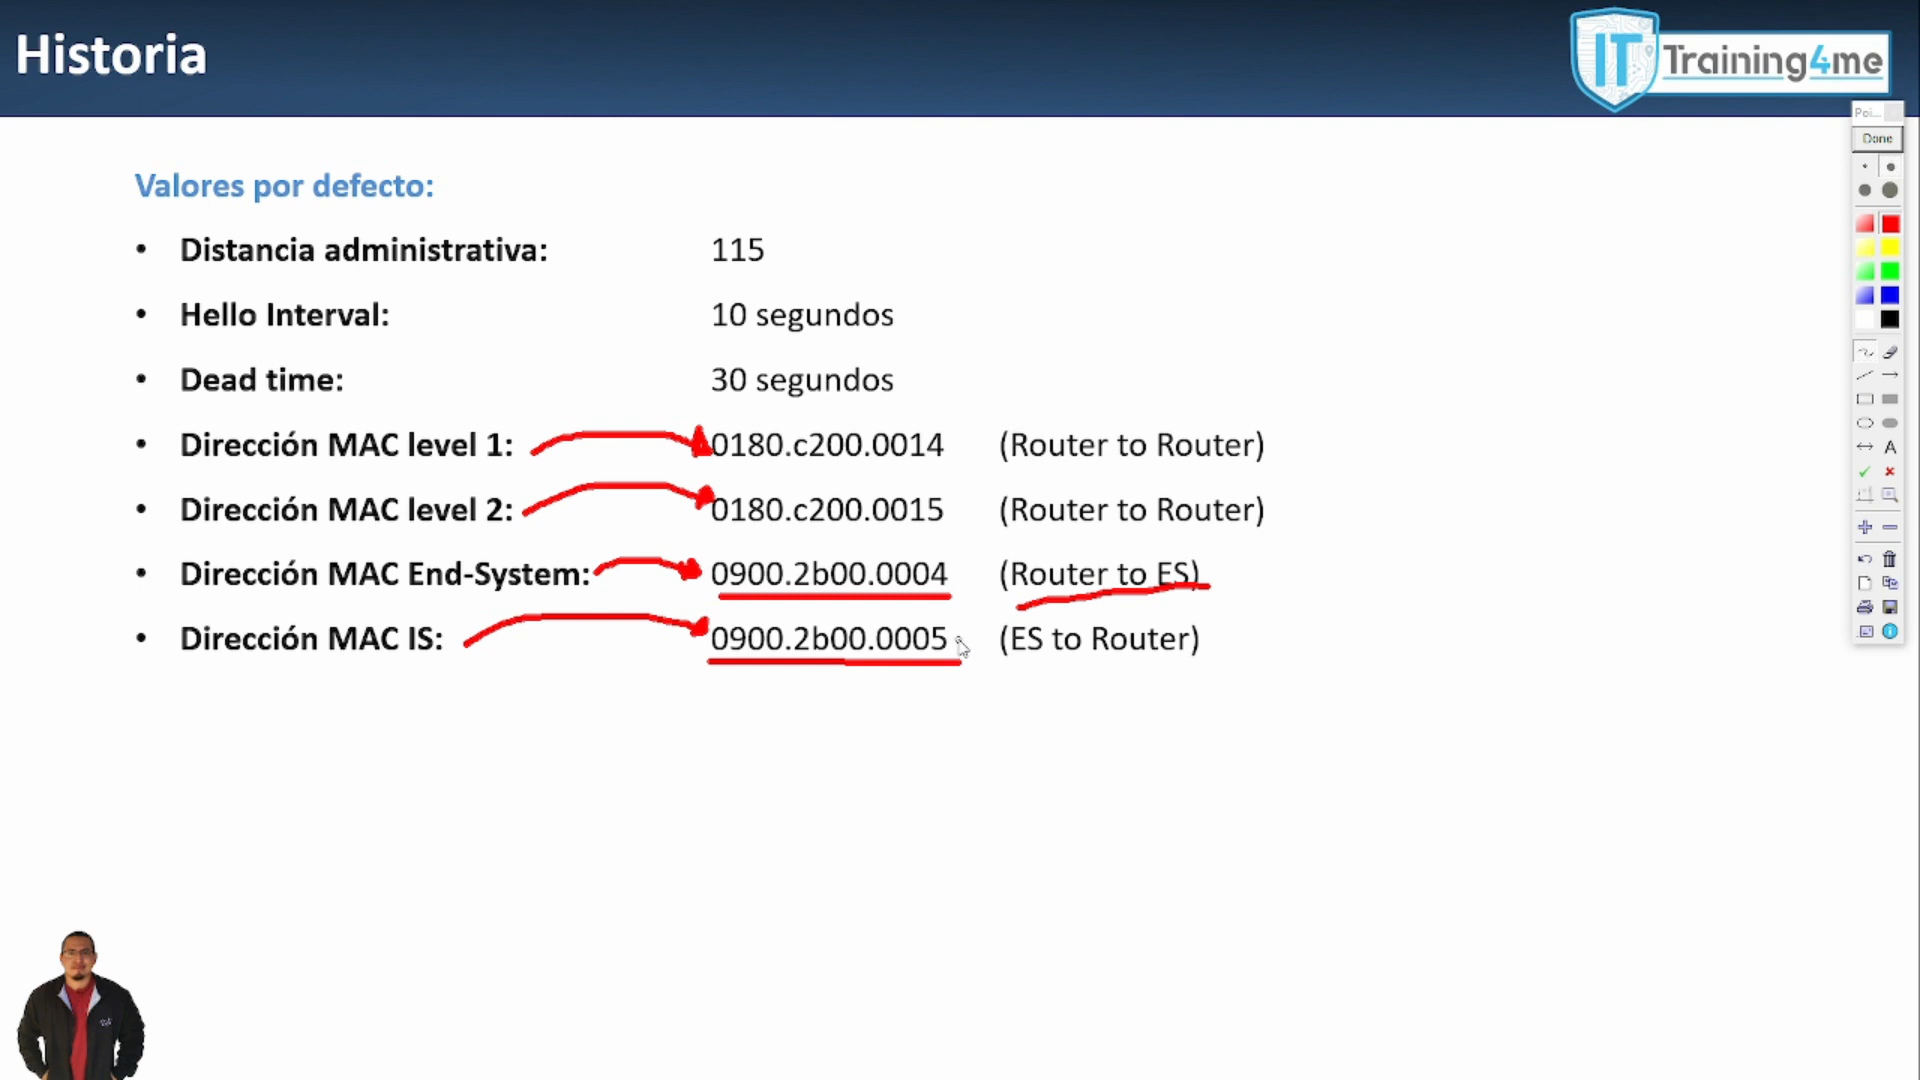 Historia
IT Training4me
Poi...
Done
Valores por defecto:
• Distancia administrativa: 115
• Hello Interval: 10 segundos
• Dead time: 30 segundos
• Dirección MAC level 1: 0180.c200.0014 (Router to Router)
• Dirección MAC level 2: 0180.c200.0015 (Router to Router)
• Dirección MAC End-System: 0900.2b00.0004 (Router to ES)
• Dirección MAC IS: 0900.2b00.0005 (ES to Router)
A